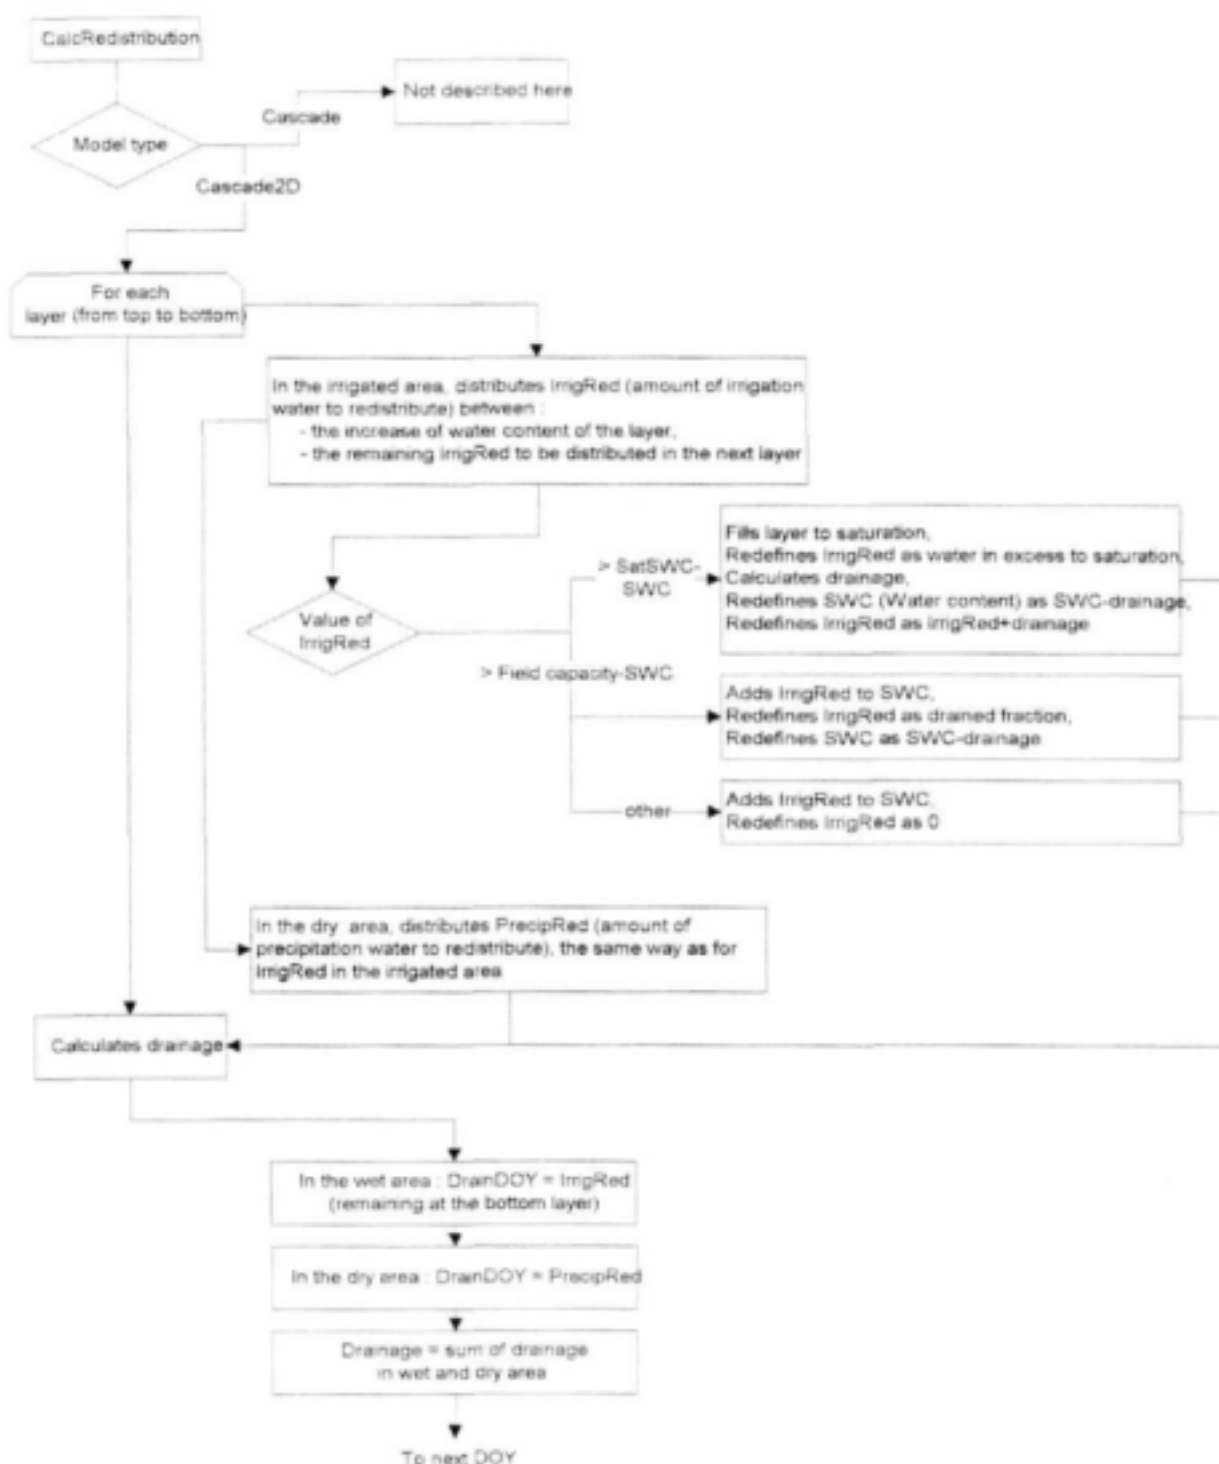 CalcRedistribution
Not described here
Cascade
Model type
Cascade2D
For each
layer (from top to bottom)
In the irrigated area, distributes IrrigRed (amount of irrigation
water to redistribute) between :
- the increase of water content of the layer,
- the remaining IrrigRed to be distributed in the next layer
> SatSWC-
SWC
Fills layer to saturation,
Redefines IrrigRed as water in excess to saturation,
Calculates drainage,
Redefines SWC (Water content) as SWC-drainage,
Redefines IrrigRed as IrrigRed+drainage
Value of
IrrigRed
> Field capacity-SWC
Adds IrrigRed to SWC,
Redefines IrrigRed as drained fraction,
Redefines SWC as SWC-drainage
other
Adds IrrigRed to SWC,
Redefines IrrigRed as 0
In the dry area, distributes PrecipRed (amount of
precipitation water to redistribute), the same way as for
IrrigRed in the irrigated area
Calculates drainage
In the wet area : DrainDOY = IrrigRed
(remaining at the bottom layer)
In the dry area : DrainDOY = PrecipRed
Drainage = sum of drainage
in wet and dry area
To next DOY